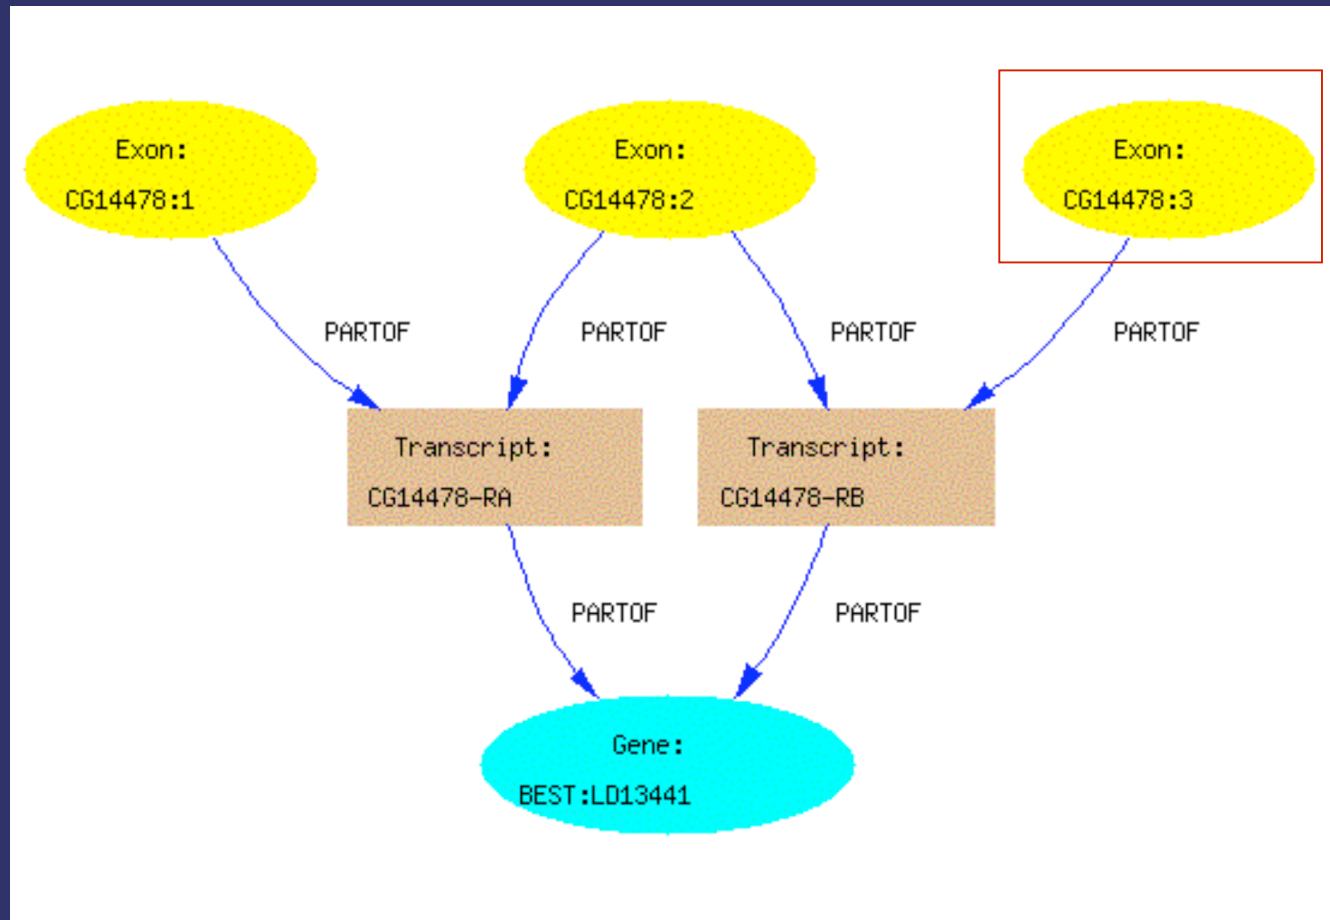 Exon:
CG14478:1
Exon:
CG14478:2
Exon:
CG14478:3
PARTOF
PARTOF
PARTOF
PARTOF
Transcript:
CG14478-RA
Transcript:
CG14478-RB
PARTOF
PARTOF
Gene:
BEST:LD13441